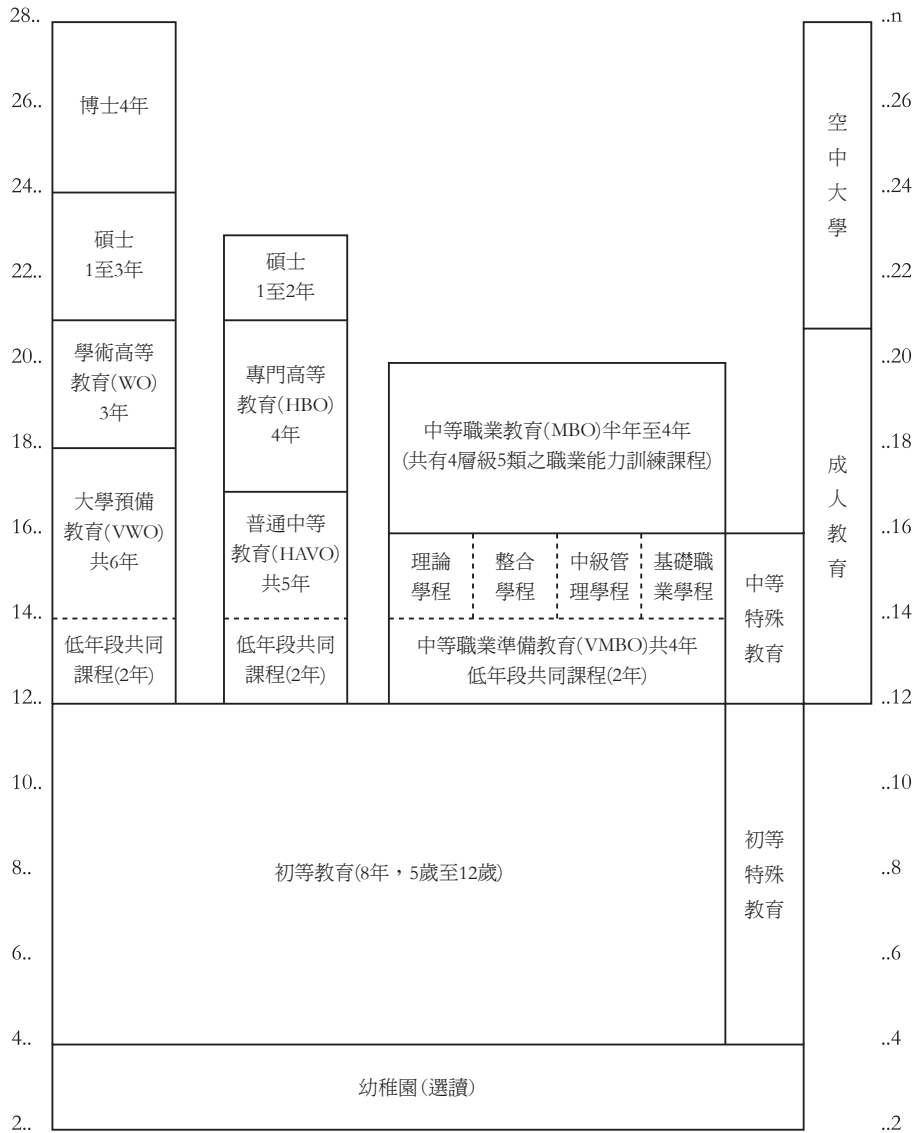 28..
..n
26..
博士4年
..26
空
中
大
學
24..
..24
碩士
1至3年
碩士
1至2年
22..
..22
20..
學術高等
教育(WO)
3年
專門高等
教育(HBO)
4年
中等職業教育(MBO)半年至4年
(共有4層級5類之職業能力訓練課程)
..20
18..
..18
成
人
教
育
大學預備
教育(VWO)
共6年
普通中等
教育(HAVO)
共5年
16..
..16
理論
學程
整合
學程
中級管
理學程
基礎職
業學程
中等
特殊
教育
14..
..14
低年段共同
課程(2年)
低年段共同
課程(2年)
中等職業準備教育(VMBO)共4年
低年段共同課程(2年)
12..
..12
10..
..10
8..
初等教育(8年，5歲至12歲)
初等
特殊
教育
..8
6..
..6
4..
..4
幼稚園(選讀)
2..
..2